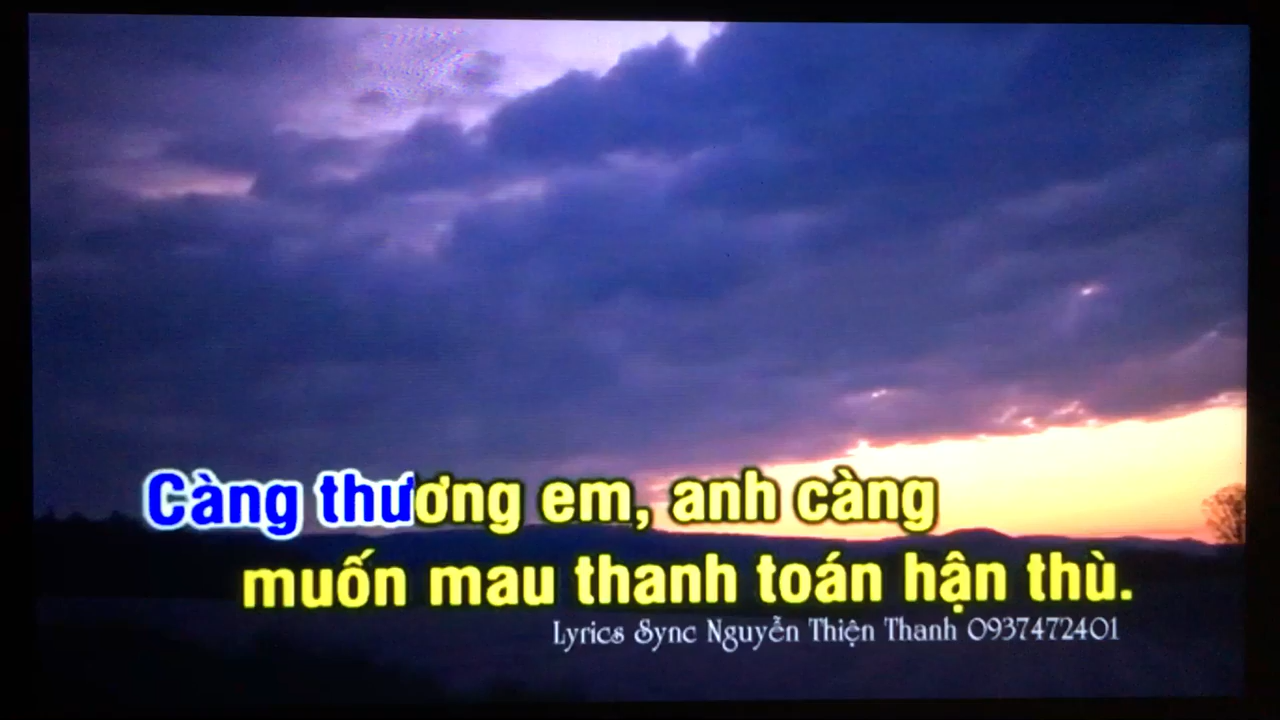 Càng thương em, anh càng
muốn mau thanh toán hận thù.
Lyrics Sync Nguyễn Thiện Thanh 0937472401